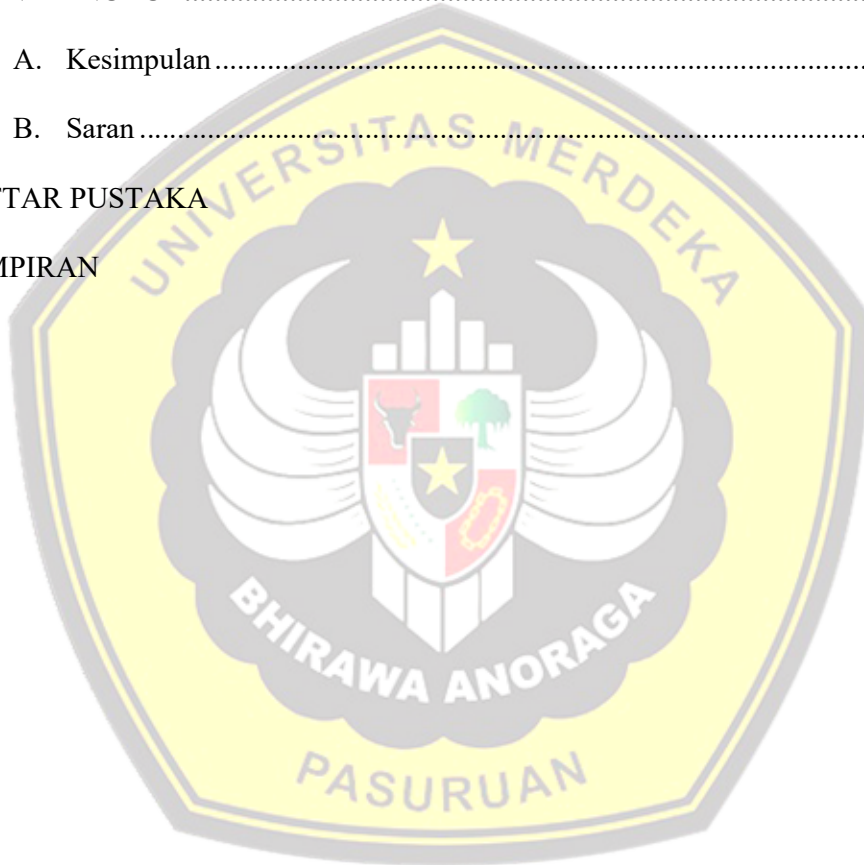 A. Kesimpulan
B. Saran
TAR PUSTAKA
MPIRAN
UNIVERSITAS MERDEKA
BHIRAWA ANORAGA
PASURUAN